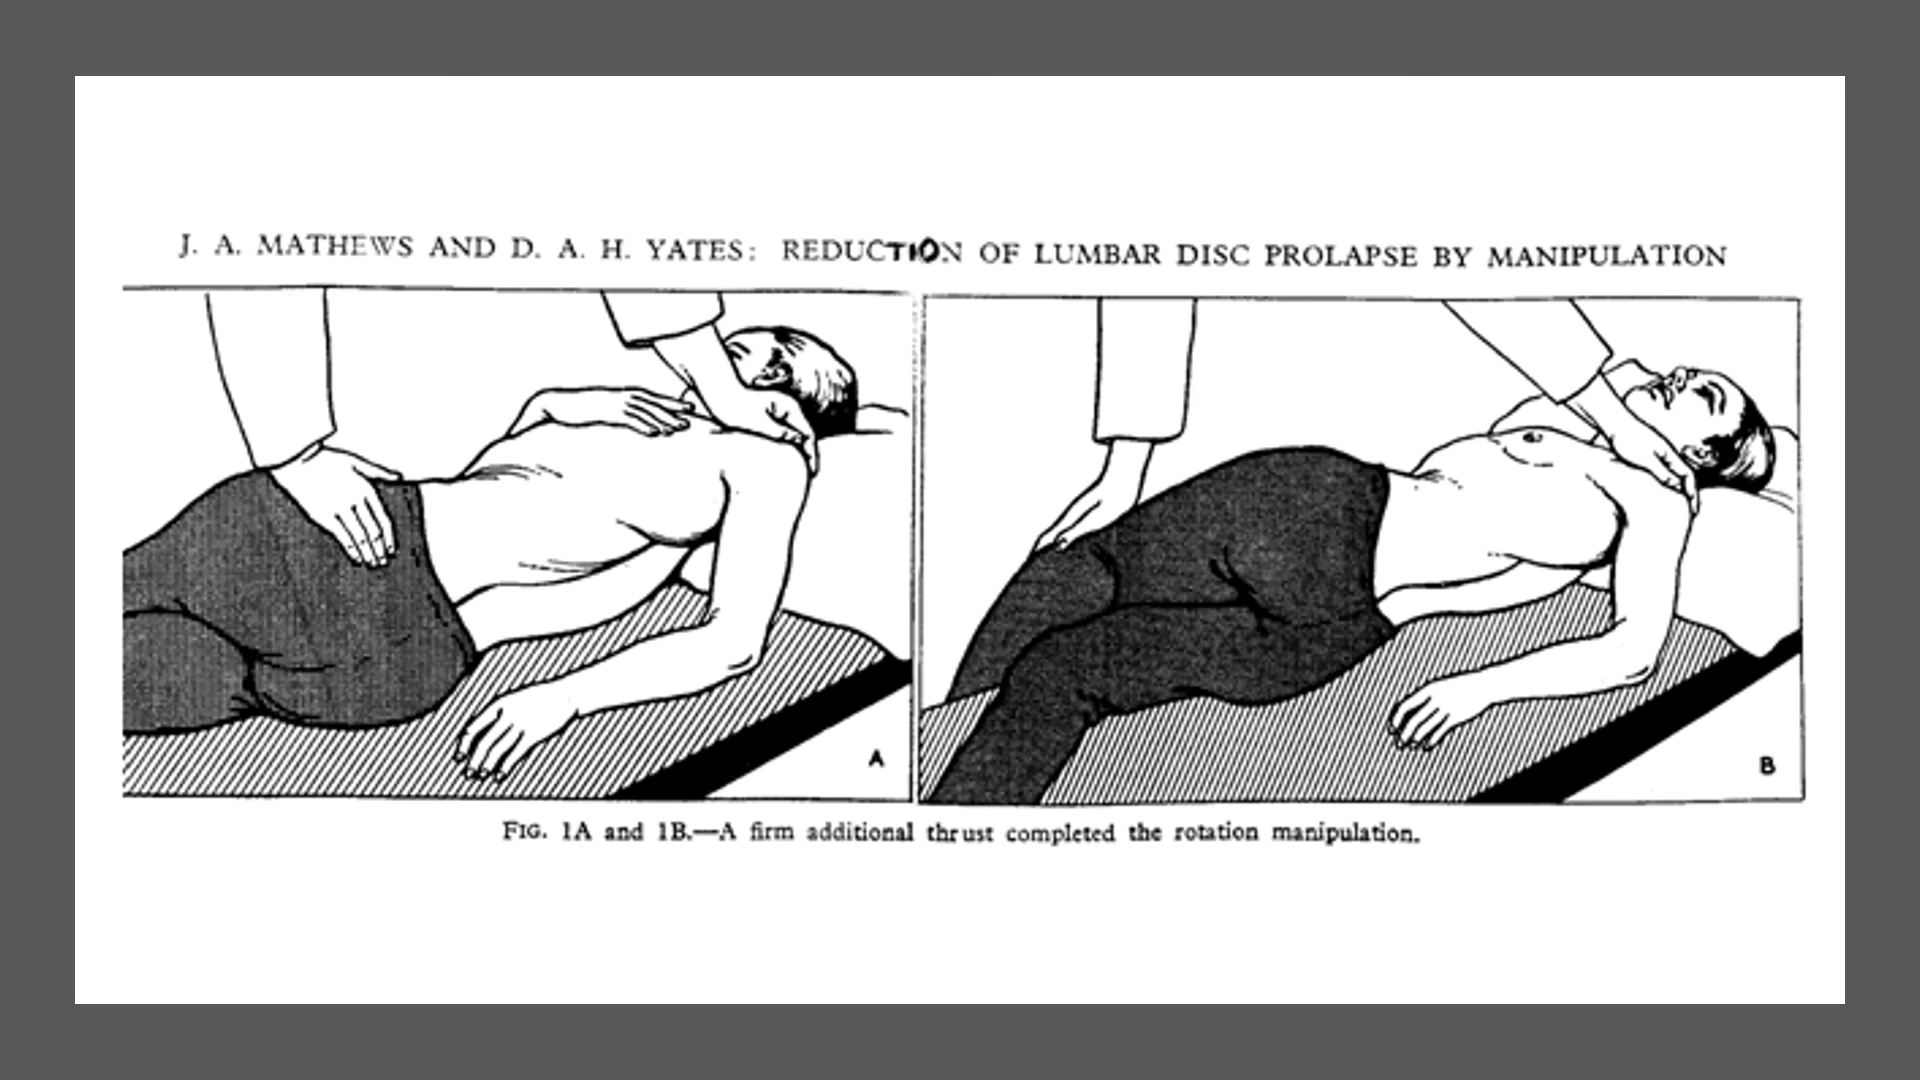 J. A. MATHEWS AND D. A. H. YATES: REDUCTION OF LUMBAR DISC PROLAPSE BY MANIPULATION
A
B
FIG. 1A and 1B.—A firm additional thrust completed the rotation manipulation.